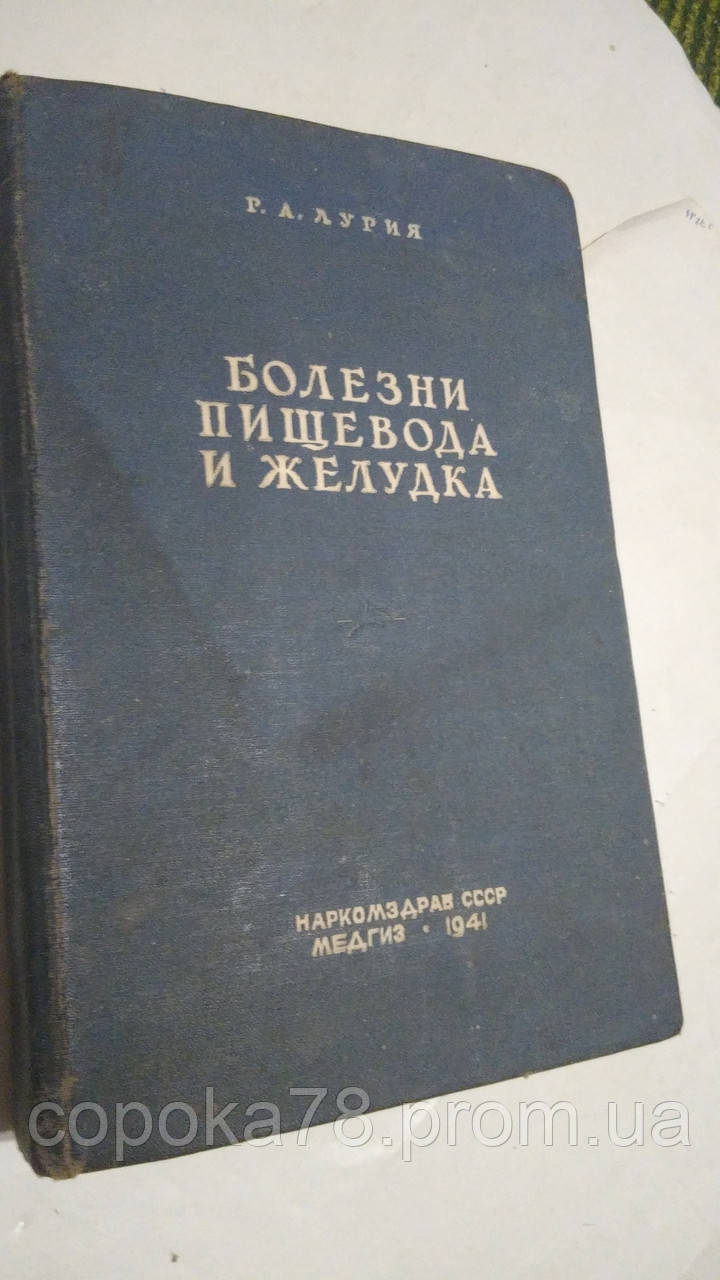 Р. А. ЛУРИЯ
БОЛЕЗНИ
ПИЩЕВОДА
И ЖЕЛУДКА
НАРКОМЗДРАВ СССР
МЕДГИЗ • 1941
copoka78.prom.ua